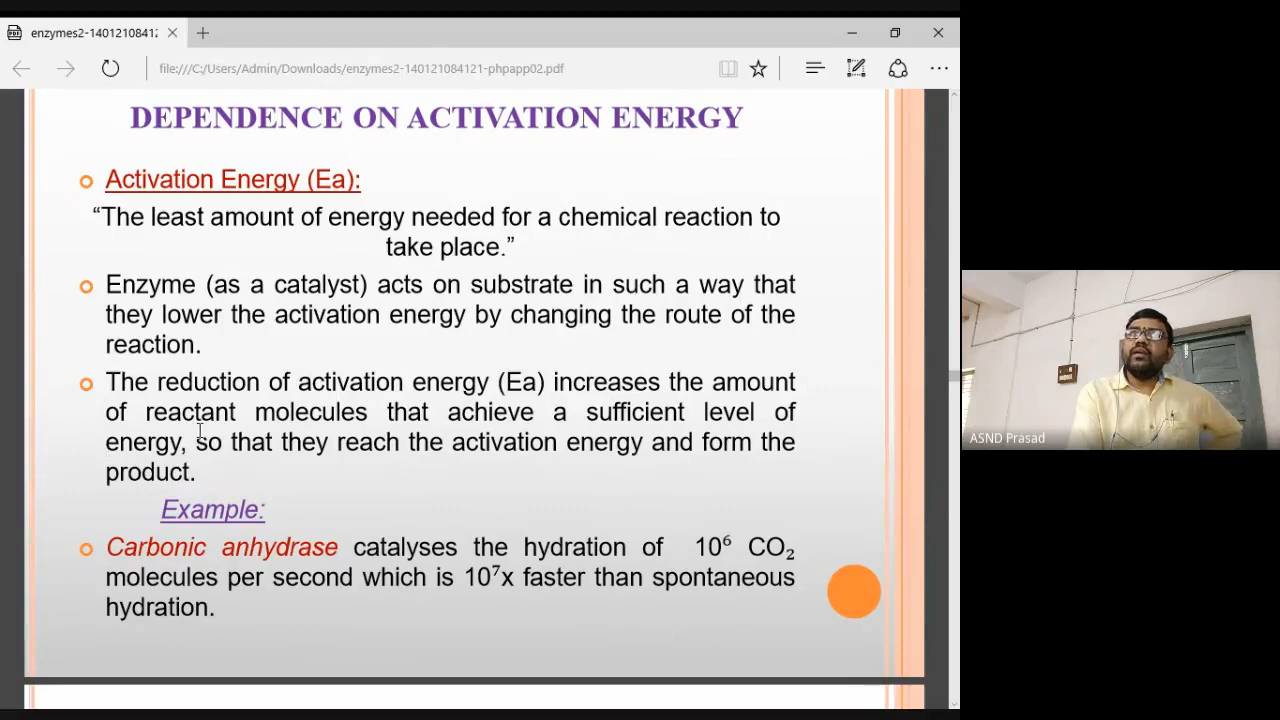 enzymes2-14012108412
file:///C:/Users/Admin/Downloads/enzymes2-140121084121-phpapp02.pdf
DEPENDENCE ON ACTIVATION ENERGY
Activation Energy (Ea):
“The least amount of energy needed for a chemical reaction to
take place.”
Enzyme (as a catalyst) acts on substrate in such a way that
they lower the activation energy by changing the route of the
reaction.
The reduction of activation energy (Ea) increases the amount
of reactant molecules that achieve a sufficient level of
energy, so that they reach the activation energy and form the
product.
Example:
Carbonic anhydrase catalyses the hydration of 10⁶ CO₂
molecules per second which is 10⁷x faster than spontaneous
hydration.
ASND Prasad